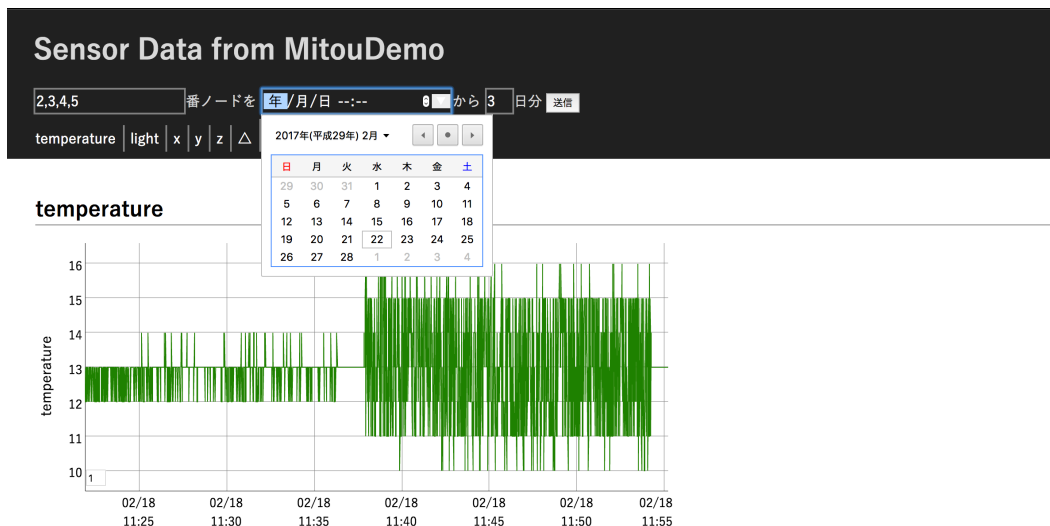 Sensor Data from MitouDemo
2,3,4,5 番ノードを 年/月/日 --:-- から 3 日分 送信
temperature light x y z △
2017年(平成29年) 2月
日 月 火 水 木 金 土
29 30 31 1 2 3 4
5 6 7 8 9 10 11
12 13 14 15 16 17 18
19 20 21 22 23 24 25
26 27 28 1 2 3 4
temperature
temperature
16
15
14
13
12
11
10
1
02/18 02/18 02/18 02/18 02/18 02/18 02/18
11:25 11:30 11:35 11:40 11:45 11:50 11:55